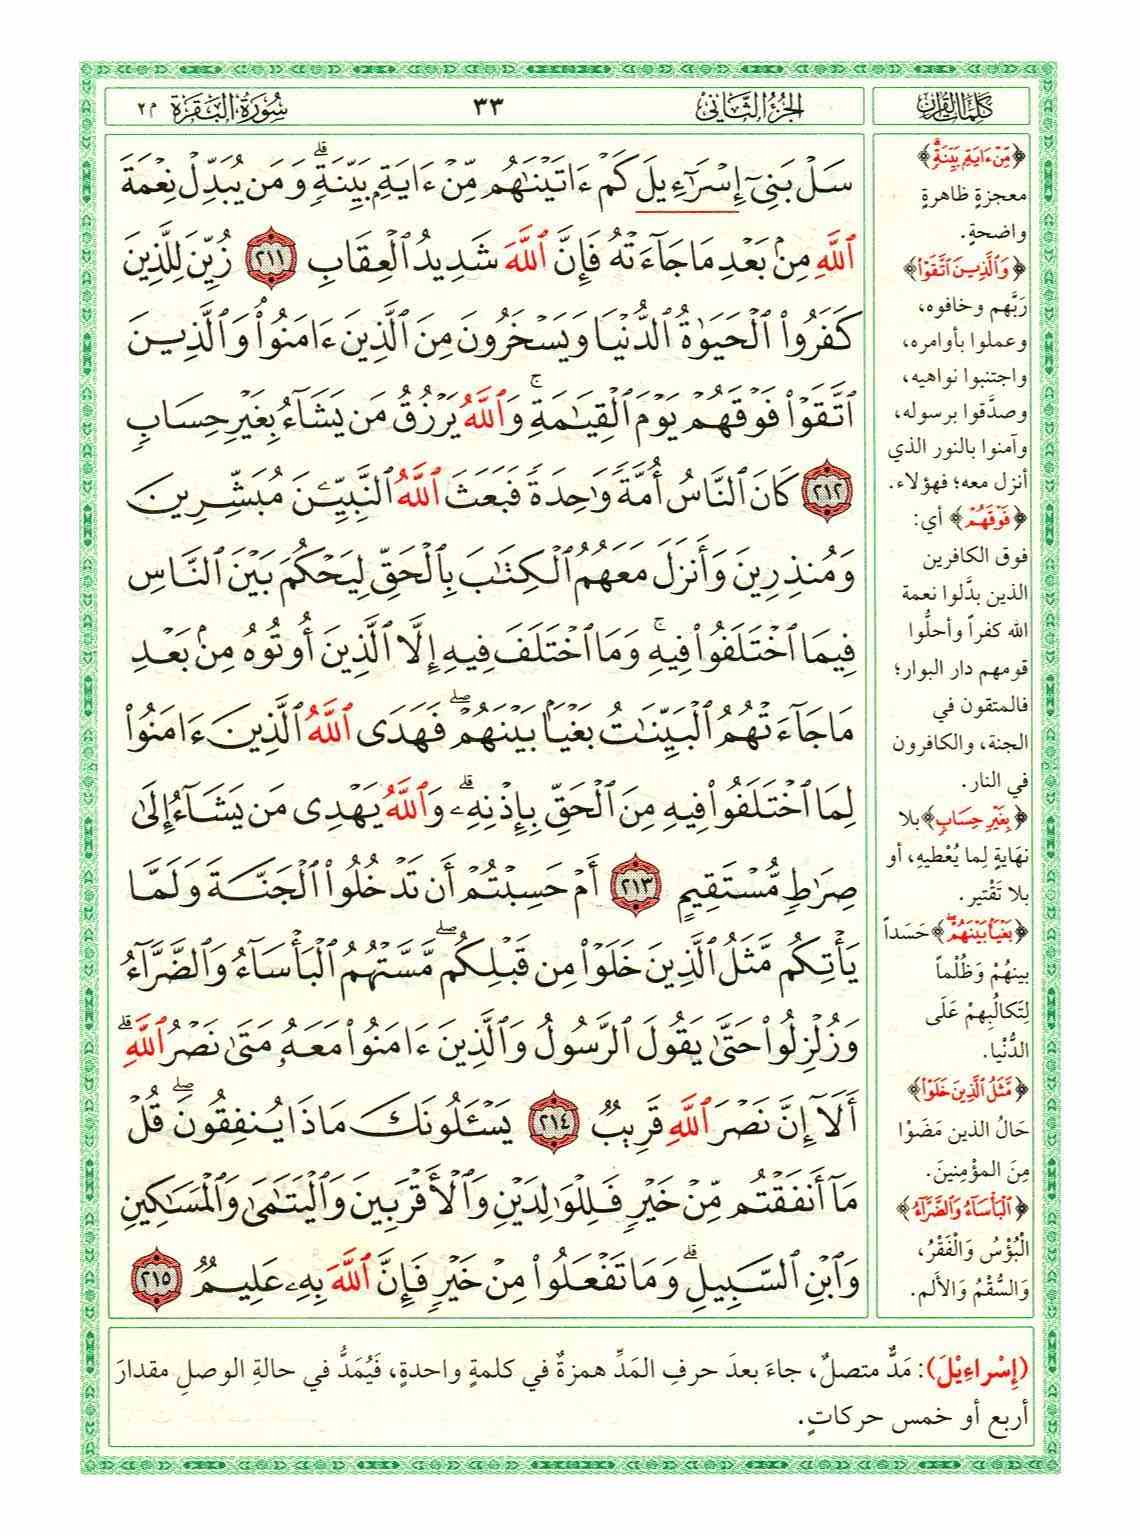 كلمات القرآن
الجزء الثاني
٣٣
سورة البقرة م ٢
سَلْ بَنِىٓ إِسْرَٰٓءِيلَ كَمْ ءَاتَيْنَٰهُم مِّنْ ءَايَةٍۭ بَيِّنَةٍۗ وَمَن يُبَدِّلْ نِعْمَةَ
ٱللَّهِ مِنۢ بَعْدِ مَا جَآءَتْهُ فَإِنَّ ٱللَّهَ شَدِيدُ ٱلْعِقَابِ ٢١١ زُيِّنَ لِلَّذِينَ
كَفَرُوا۟ ٱلْحَيَوٰةُ ٱلدُّنْيَا وَيَسْخَرُونَ مِنَ ٱلَّذِينَ ءَامَنُوا۟ وَٱلَّذِينَ
ٱتَّقَوْا۟ فَوْقَهُمْ يَوْمَ ٱلْقِيَٰمَةِۚ وَٱللَّهُ يَرْزُقُ مَن يَشَآءُ بِغَيْرِ حِسَابٍ
٢١٢ كَانَ ٱلنَّاسُ أُمَّةً وَٰحِدَةً فَبَعَثَ ٱللَّهُ ٱلنَّبِيِّۦنَ مُبَشِّرِينَ
وَمُنذِرِينَ وَأَنزَلَ مَعَهُمُ ٱلْكِتَٰبَ بِٱلْحَقِّ لِيَحْكُمَ بَيْنَ ٱلنَّاسِ
فِيمَا ٱخْتَلَفُوا۟ فِيهِۚ وَمَا ٱخْتَلَفَ فِيهِ إِلَّا ٱلَّذِينَ أُوتُوهُ مِنۢ بَعْدِ
مَا جَآءَتْهُمُ ٱلْبَيِّنَٰتُ بَغْيًۢا بَيْنَهُمْۖ فَهَدَى ٱللَّهُ ٱلَّذِينَ ءَامَنُوا۟
لِمَا ٱخْتَلَفُوا۟ فِيهِ مِنَ ٱلْحَقِّ بِإِذْنِهِۦۗ وَٱللَّهُ يَهْدِى مَن يَشَآءُ إِلَىٰ
صِرَٰطٍ مُّسْتَقِيمٍ ٢١٣ أَمْ حَسِبْتُمْ أَن تَدْخُلُوا۟ ٱلْجَنَّةَ وَلَمَّا
يَأْتِكُم مَّثَلُ ٱلَّذِينَ خَلَوْا۟ مِن قَبْلِكُمۖ مَّسَّتْهُمُ ٱلْبَأْسَآءُ وَٱلضَّرَّآءُ
وَزُلْزِلُوا۟ حَتَّىٰ يَقُولَ ٱلرَّسُولُ وَٱلَّذِينَ ءَامَنُوا۟ مَعَهُۥ مَتَىٰ نَصْرُ ٱللَّهِۗ
أَلَآ إِنَّ نَصْرَ ٱللَّهِ قَرِيبٌ ٢١٤ يَسْـَٔلُونَكَ مَاذَا يُنفِقُونَۖ قُلْ
مَآ أَنفَقْتُم مِّنْ خَيْرٍ فَلِلْوَٰلِدَيْنِ وَٱلْأَقْرَبِينَ وَٱلْيَتَٰمَىٰ وَٱلْمَسَٰكِينِ
وَٱبْنِ ٱلسَّبِيلِۗ وَمَا تَفْعَلُوا۟ مِنْ خَيْرٍ فَإِنَّ ٱللَّهَ بِهِۦ عَلِيمٌ ٢١٥
﴿مِّنْ ءَايَةٍۭ بَيِّنَةٍۗ﴾
معجزةٍ ظاهرةٍ
واضحةٍ.
﴿وَٱلَّذِينَ ٱتَّقَوْا۟﴾
رَبَّهم وخافوه،
وعملوا بأوامره،
واجتنبوا نواهيه،
وصدَّقوا برسوله،
وآمنوا بالنور الذي
أنزل معه؛ فهؤلاء.
﴿فَوْقَهُمْ﴾ أي:
فوق الكافرين
الذين بدَّلوا نعمة
الله كفراً وأحلُّوا
قومهم دار البوار؛
فالمتقون في
الجنة، والكافرون
في النار.
﴿بِغَيْرِ حِسَابٍ﴾ بلا
نهَايةٍ لِما يُعْطيهِ، أو
بلا تَقْتير.
﴿بَغْيًۢا بَيْنَهُمْۖ﴾ حَسَداً
بينهُمْ وَظُلْماً
لِتَكالُبِهِمْ عَلَى
الدُّنْيا.
﴿مَّثَلُ ٱلَّذِينَ خَلَوْا۟﴾
حَالُ الذين مَضَوْا
مِنَ المؤْمِنينَ.
﴿ٱلْبَأْسَآءُ وَٱلضَّرَّآءُ﴾
الْبُؤْسُ وَالْفَقْرُ،
وَالسُّقْمُ وَالأَلَم.
(إِسْراءِيْلَ): مَدٌّ متصلٌ، جاءَ بعدَ حرفِ المَدِّ همزةٌ في كلمةٍ واحدةٍ، فَيُمَدُّ في حالةِ الوصلِ مقدارَ
أربع أو خمس حركاتٍ.